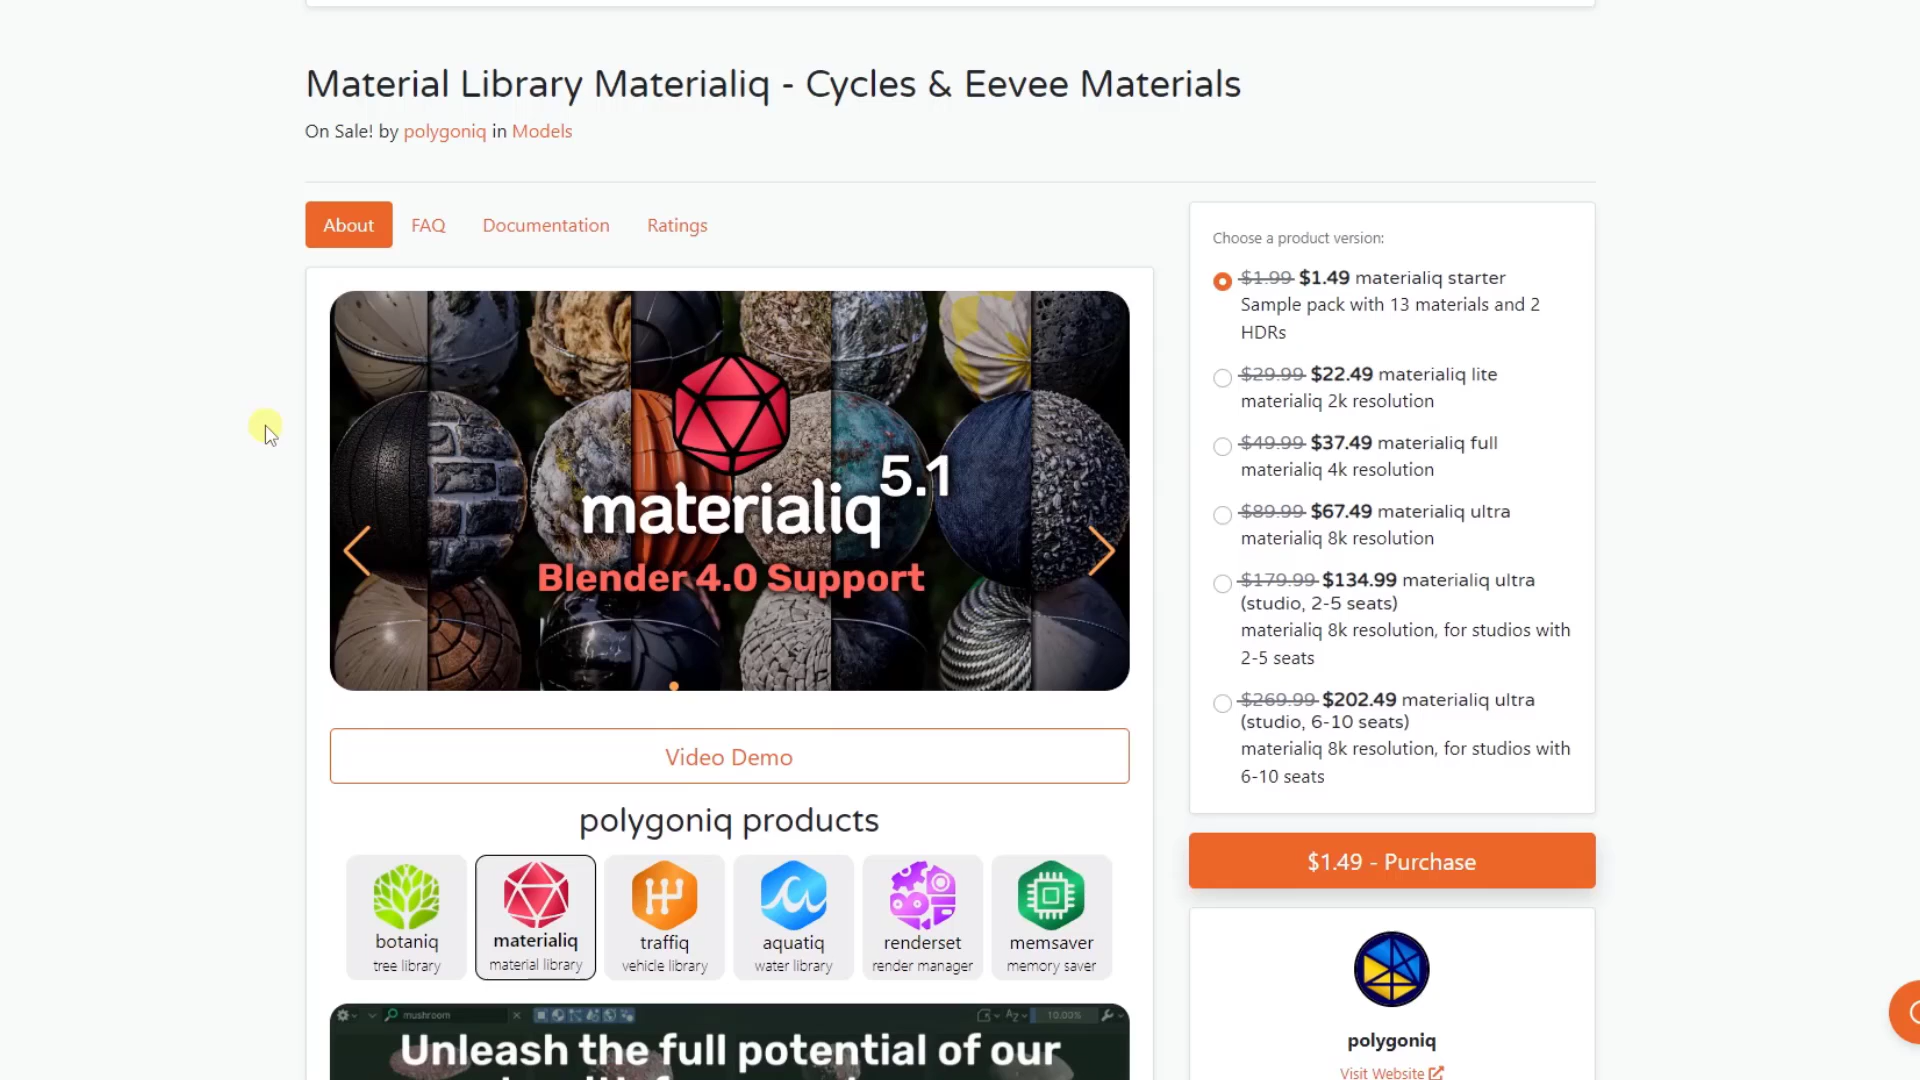 Material Library Materialiq - Cycles & Eevee Materials
On Sale! by polygoniq in Models
About FAQ Documentation Ratings
materialiq 5.1
Blender 4.0 Support
Video Demo
polygoniq products
botaniq
tree library
materialiq
material library
traffiq
vehicle library
aquatiq
water library
renderset
render manager
memsaver
memory saver
mushroom
10.00%
Unleash the full potential of our
Choose a product version:
$1.99 $1.49 materialiq starter
Sample pack with 13 materials and 2
HDRs
$29.99 $22.49 materialiq lite
materialiq 2k resolution
$49.99 $37.49 materialiq full
materialiq 4k resolution
$89.99 $67.49 materialiq ultra
materialiq 8k resolution
$179.99 $134.99 materialiq ultra
(studio, 2-5 seats)
materialiq 8k resolution, for studios with
2-5 seats
$269.99 $202.49 materialiq ultra
(studio, 6-10 seats)
materialiq 8k resolution, for studios with
6-10 seats
$1.49 - Purchase
polygoniq
Visit Website